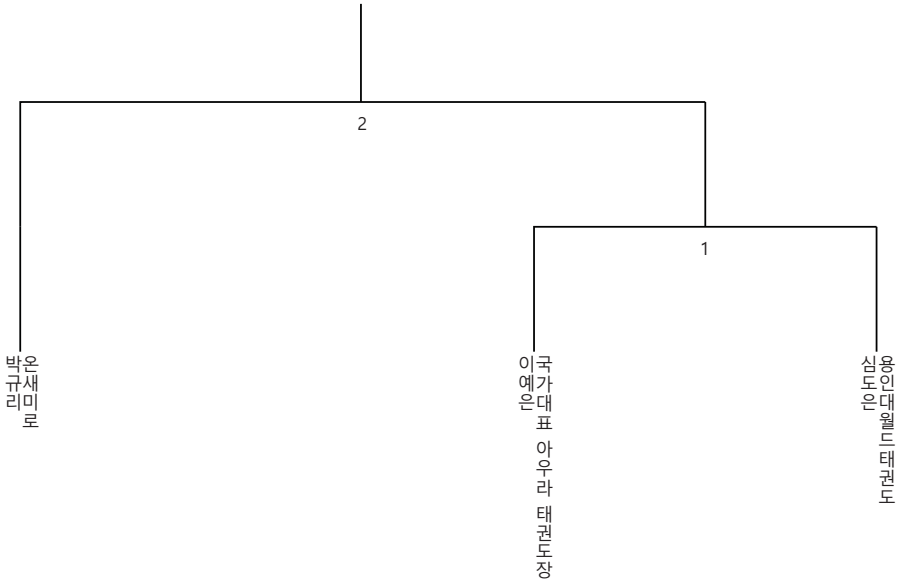 2
1
박규리
온새미로
이예은
국가대표 아우라 태권도장
심도은
용인대월드태권도